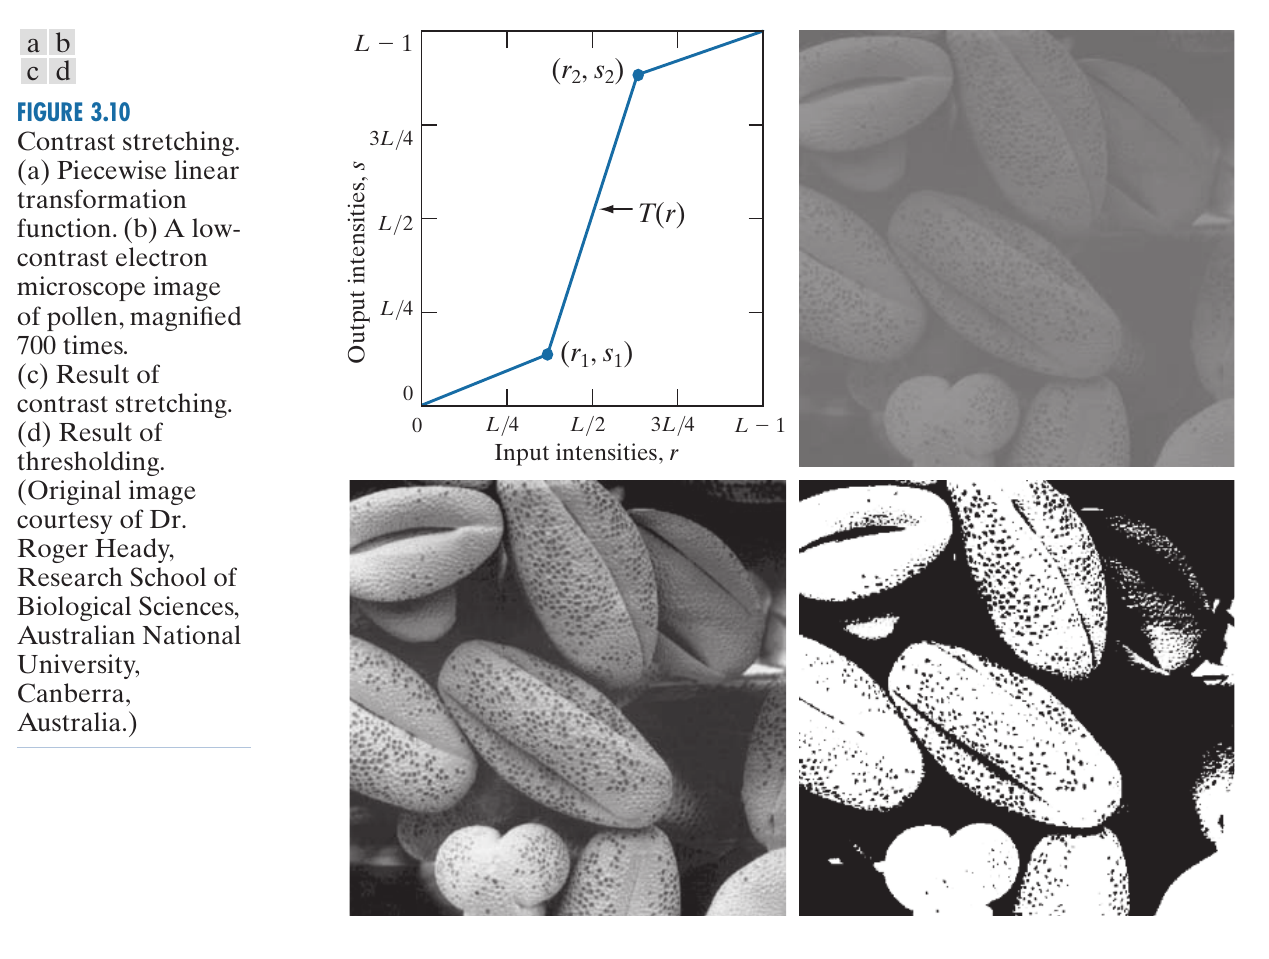 a b
c d
FIGURE 3.10
Contrast stretching.
(a) Piecewise linear
transformation
function. (b) A low-
contrast electron
microscope image
of pollen, magnified
700 times.
(c) Result of
contrast stretching.
(d) Result of
thresholding.
(Original image
courtesy of Dr.
Roger Heady,
Research School of
Biological Sciences,
Australian National
University,
Canberra,
Australia.)
L − 1
(r₂, s₂)
3L/4
Output intensities, s
T(r)
L/2
L/4
(r₁, s₁)
0
0 L/4 L/2 3L/4 L − 1
Input intensities, r